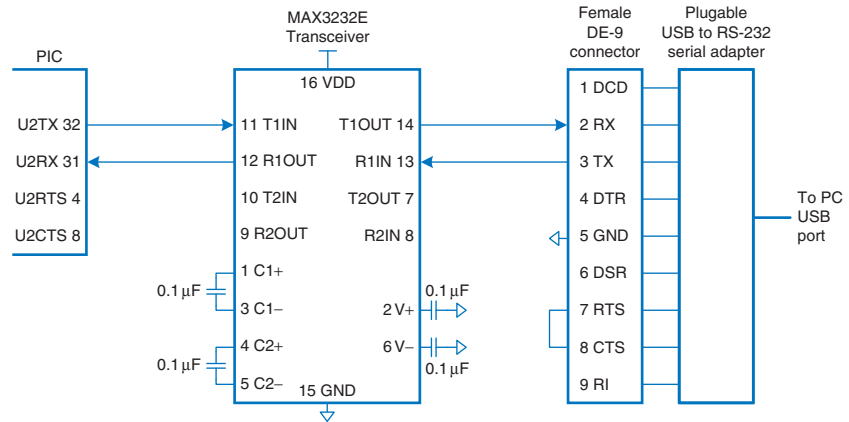 MAX3232E
Transceiver
Female
DE-9
connector
Plugable
USB to RS-232
serial adapter
PIC
16 VDD
1 DCD
U2TX 32
11 T1IN
T1OUT 14
2 RX
U2RX 31
12 R1OUT
R1IN 13
3 TX
U2RTS 4
10 T2IN
T2OUT 7
4 DTR
To PC
USB
port
U2CTS 8
9 R2OUT
R2IN 8
5 GND
1 C1+
6 DSR
0.1 μF
0.1 μF
3 C1−
2 V+
7 RTS
4 C2+
6 V−
8 CTS
0.1 μF
0.1 μF
5 C2−
15 GND
9 RI